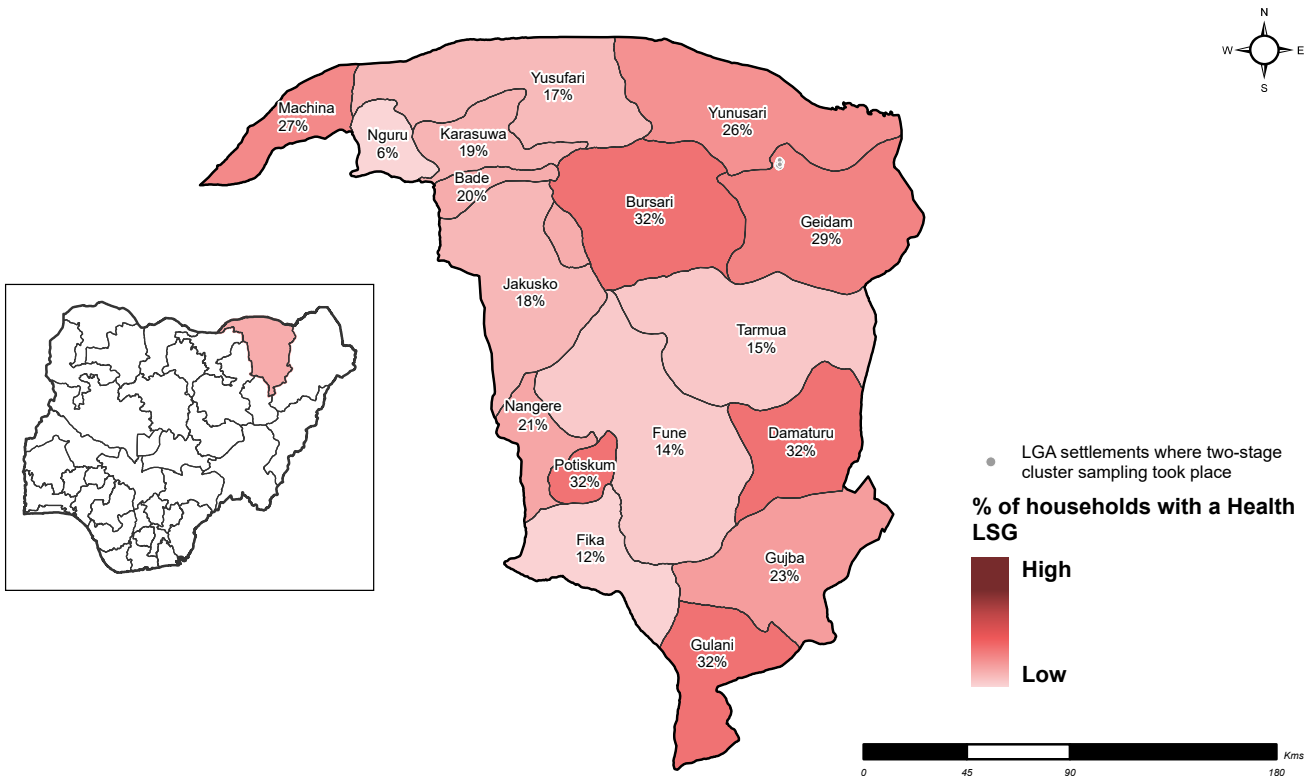 N
W
E
S
Yusufari
17%
Machina
27%
Yunusari
26%
Nguru
6%
Karasuwa
19%
Bade
20%
Bursari
32%
Geidam
29%
Jakusko
18%
Tarmua
15%
Nangere
21%
Fune
14%
Damaturu
32%
Potiskum
32%
Fika
12%
Gujba
23%
Gulani
32%
LGA settlements where two-stage
cluster sampling took place
% of households with a Health
LSG
High
Low
Kms
0
45
90
180